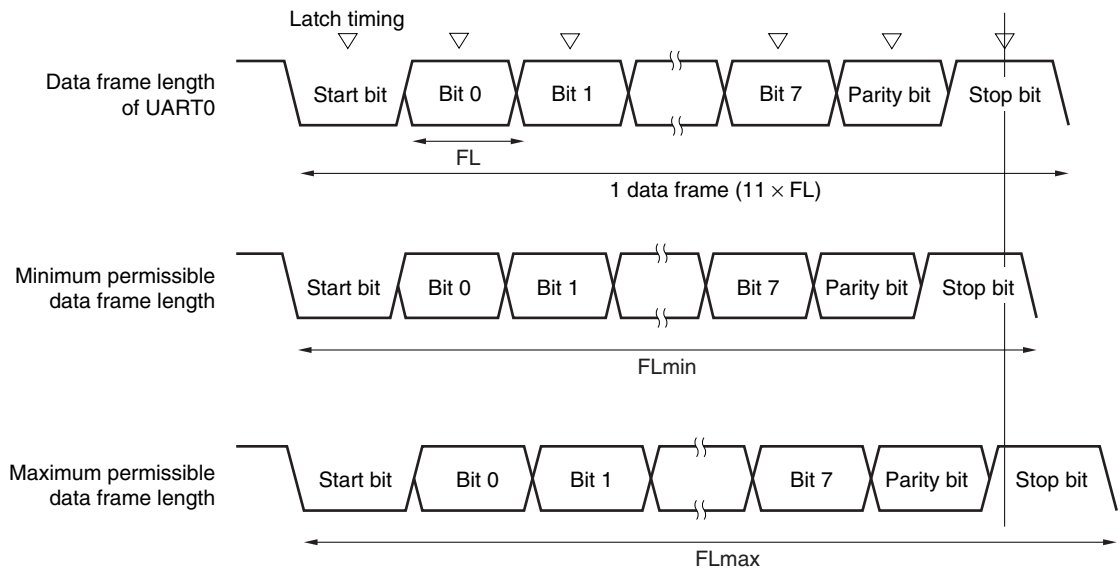 Latch timing
Data frame length
of UART0
Start bit
Bit 0
Bit 1
Bit 7
Parity bit
Stop bit
FL
1 data frame (11 × FL)
Minimum permissible
data frame length
Start bit
Bit 0
Bit 1
Bit 7
Parity bit
Stop bit
FLmin
Maximum permissible
data frame length
Start bit
Bit 0
Bit 1
Bit 7
Parity bit
Stop bit
FLmax